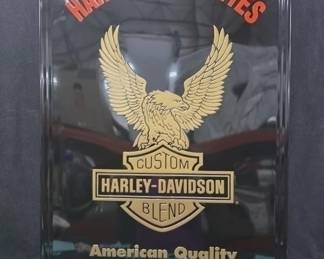 CUSTOM
HARLEY-DAVIDSON
BLEND
American Quality